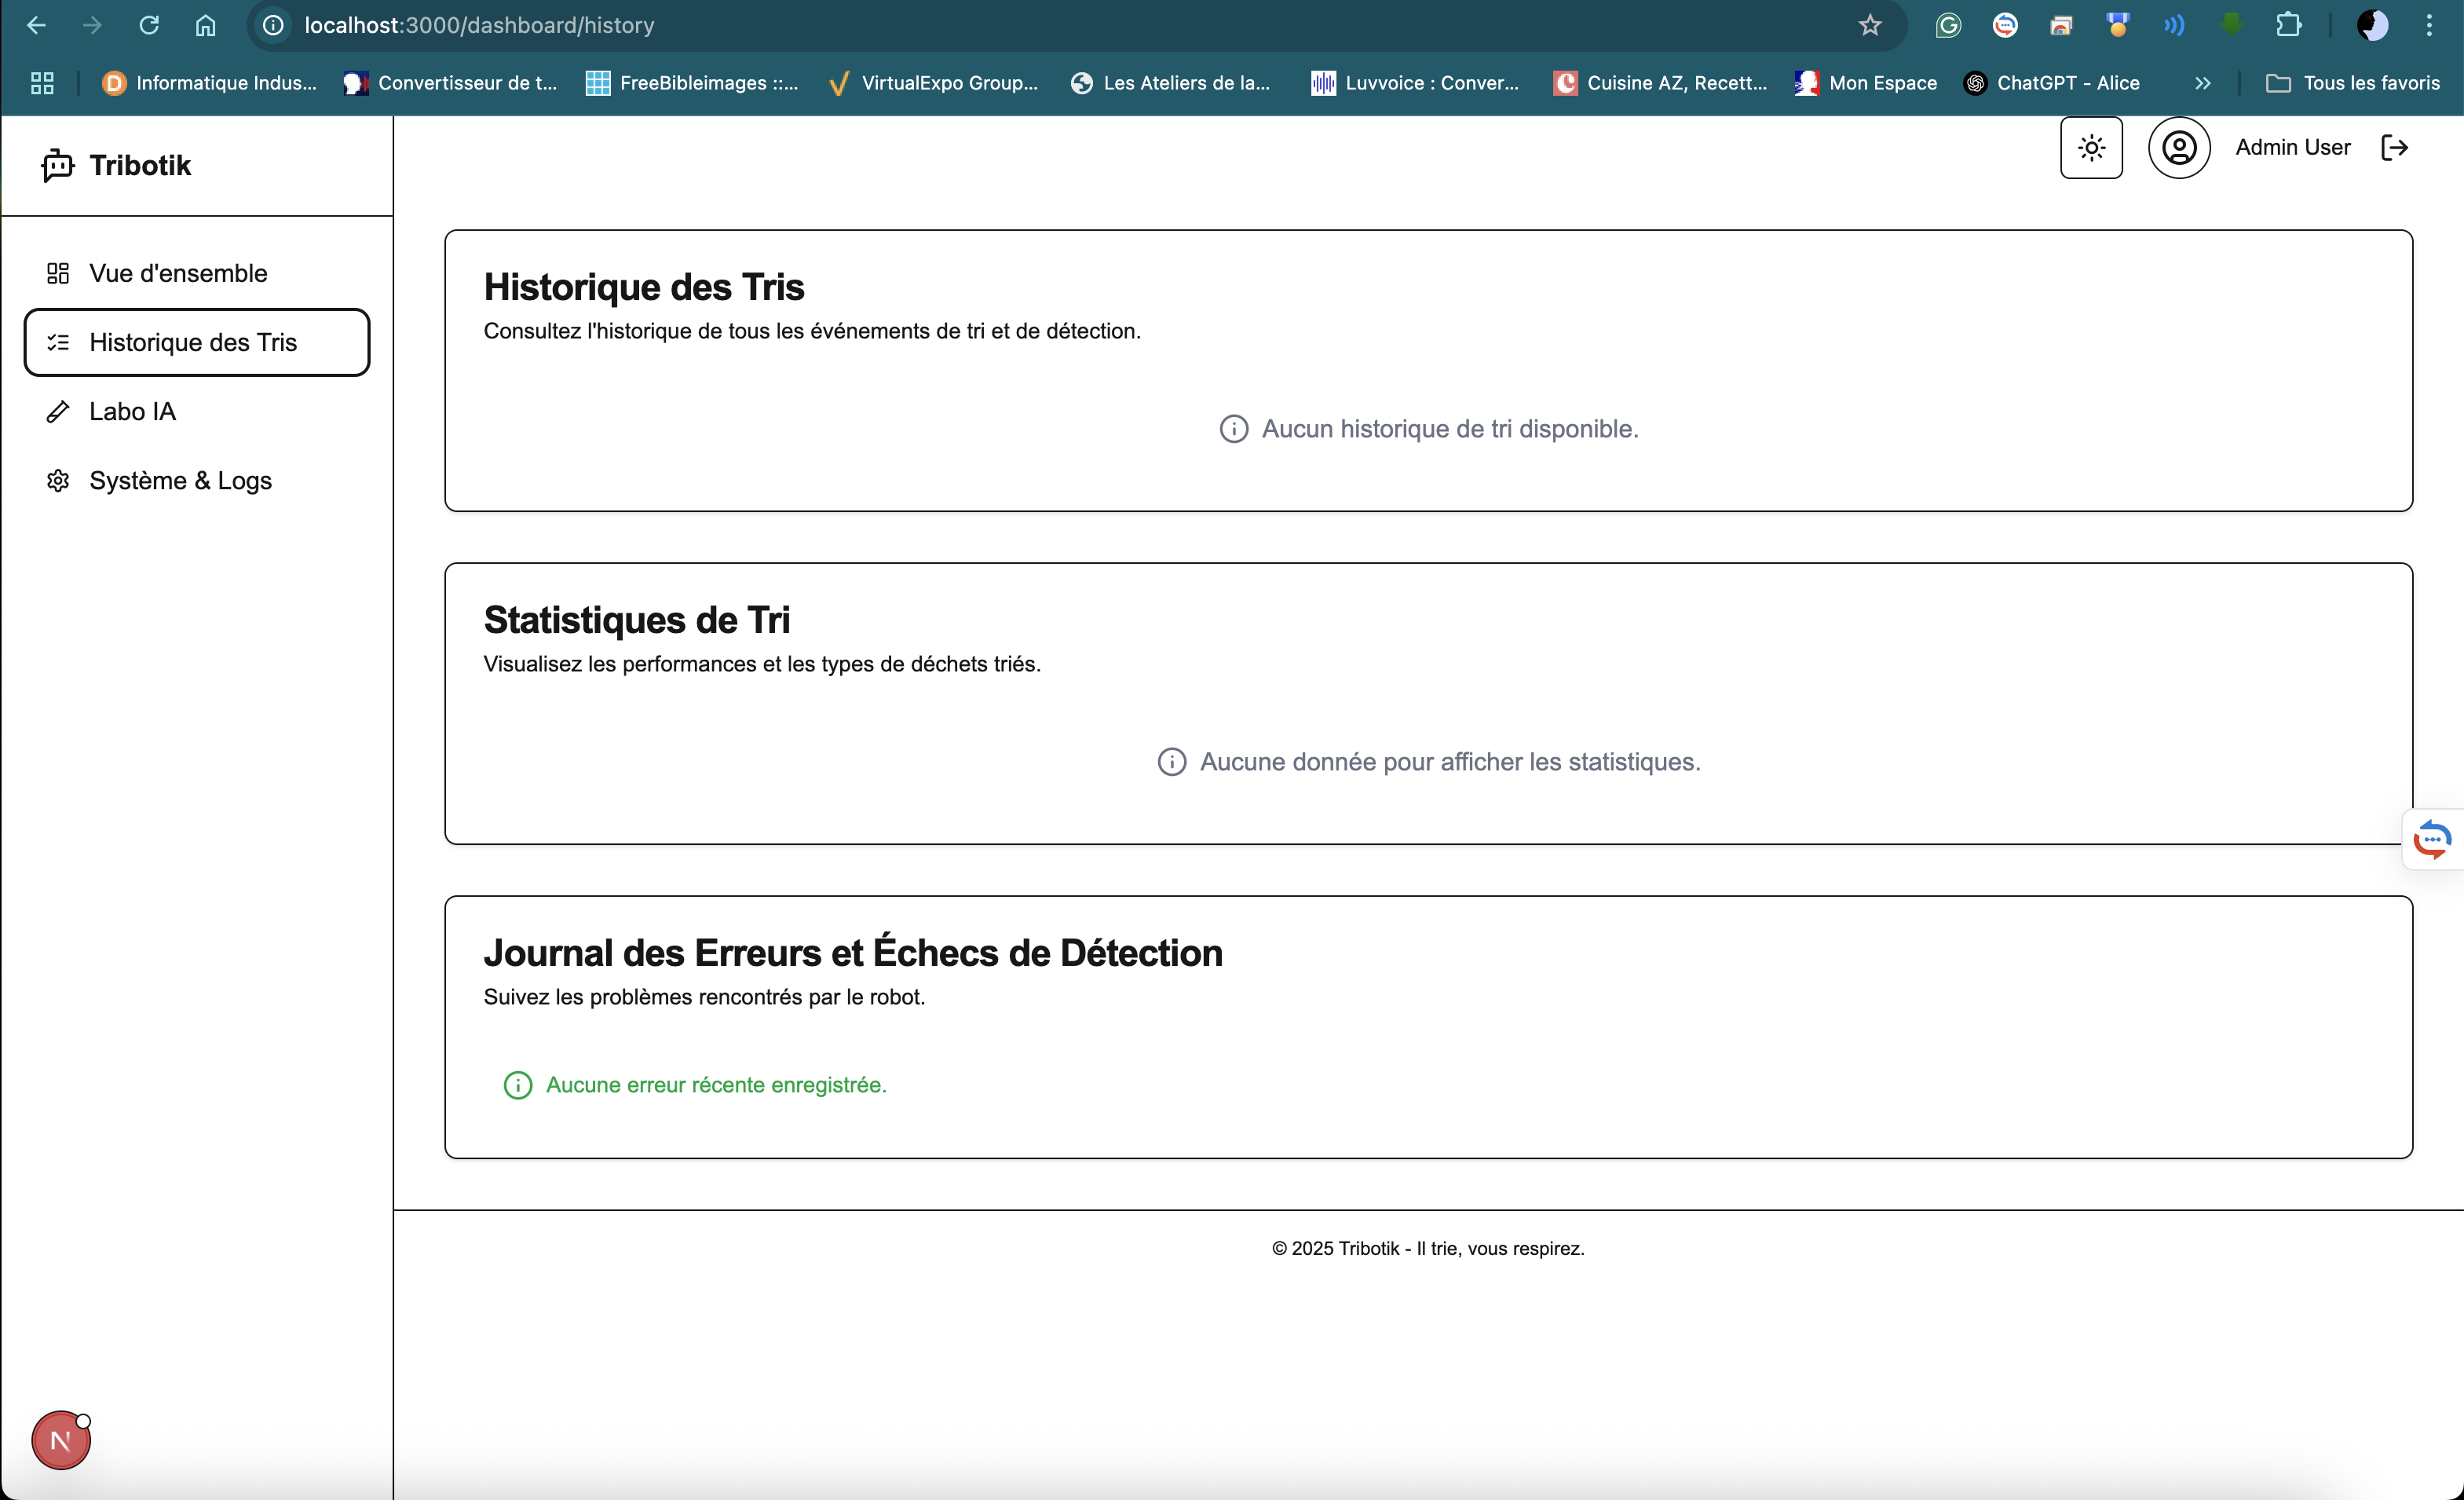 localhost:3000/dashboard/history
Informatique Indus...
Convertisseur de t...
FreeBibleimages ::...
VirtualExpo Group...
Les Ateliers de la...
Luvvoice : Conver...
Cuisine AZ, Recett...
Mon Espace
ChatGPT - Alice
Tous les favoris
Tribotik
Admin User
Vue d'ensemble
Historique des Tris
Labo IA
Système & Logs
Historique des Tris
Consultez l'historique de tous les événements de tri et de détection.
Aucun historique de tri disponible.
Statistiques de Tri
Visualisez les performances et les types de déchets triés.
Aucune donnée pour afficher les statistiques.
Journal des Erreurs et Échecs de Détection
Suivez les problèmes rencontrés par le robot.
Aucune erreur récente enregistrée.
© 2025 Tribotik - Il trie, vous respirez.
N